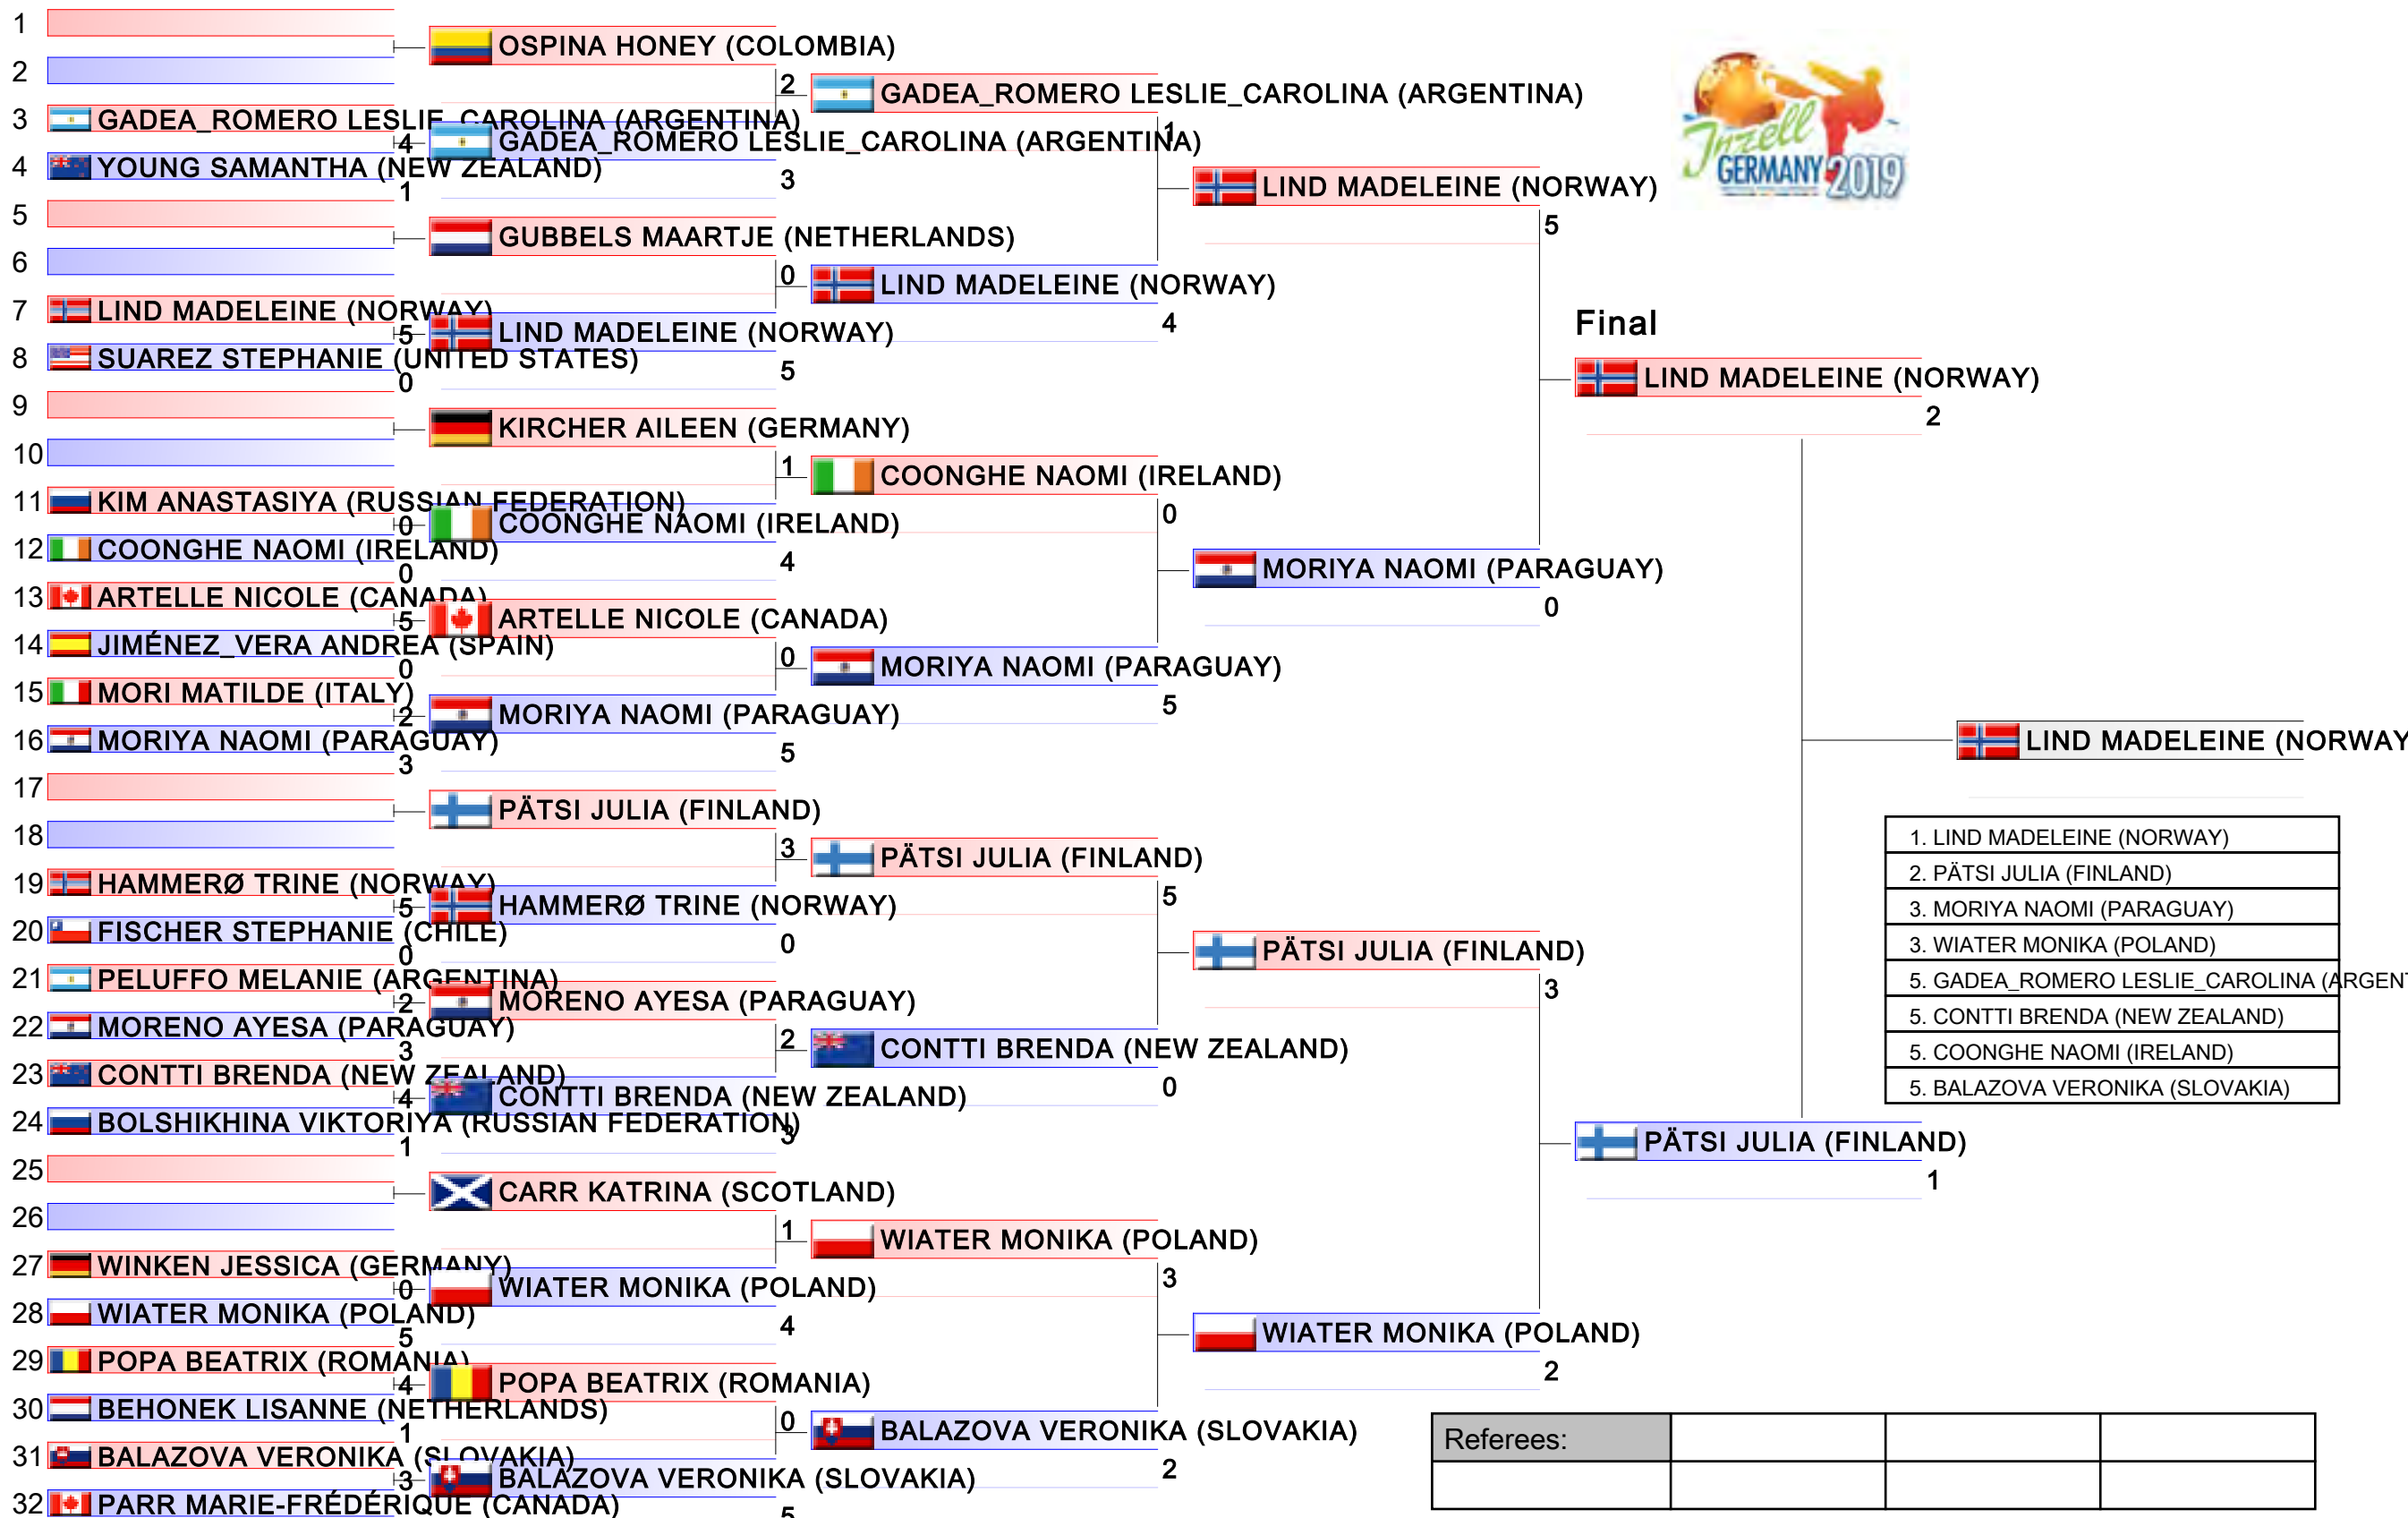 1
2
3 GADEA_ROMERO LESLIE_CAROLINA (ARGENTINA)
4
4 YOUNG SAMANTHA (NEW ZEALAND)
1
5
6
7 LIND MADELEINE (NORWAY)
5
8 SUAREZ STEPHANIE (UNITED STATES)
0
9
10
11 KIM ANASTASIYA (RUSSIAN FEDERATION)
0
12 COONGHE NAOMI (IRELAND)
0
13 ARTELLE NICOLE (CANADA)
5
14 JIMÉNEZ_VERA ANDREA (SPAIN)
0
15 MORI MATILDE (ITALY)
2
16 MORIYA NAOMI (PARAGUAY)
3
17
18
19 HAMMERØ TRINE (NORWAY)
5
20 FISCHER STEPHANIE (CHILE)
0
21 PELUFFO MELANIE (ARGENTINA)
2
22 MORENO AYESA (PARAGUAY)
3
23 CONTTI BRENDA (NEW ZEALAND)
4
24 BOLSHIKHINA VIKTORIYA (RUSSIAN FEDERATION)
1
25
26
27 WINKEN JESSICA (GERMANY)
0
28 WIATER MONIKA (POLAND)
5
29 POPA BEATRIX (ROMANIA)
4
30 BEHONEK LISANNE (NETHERLANDS)
1
31 BALAZOVA VERONIKA (SLOVAKIA)
3
32 PARR MARIE-FRÉDÉRIQUE (CANADA)
OSPINA HONEY (COLOMBIA)
2
GADEA_ROMERO LESLIE_CAROLINA (ARGENTINA)
3
GUBBELS MAARTJE (NETHERLANDS)
0
LIND MADELEINE (NORWAY)
5
KIRCHER AILEEN (GERMANY)
1
COONGHE NAOMI (IRELAND)
4
ARTELLE NICOLE (CANADA)
0
MORIYA NAOMI (PARAGUAY)
5
PÄTSI JULIA (FINLAND)
3
HAMMERØ TRINE (NORWAY)
0
MORENO AYESA (PARAGUAY)
2
CONTTI BRENDA (NEW ZEALAND)
3
CARR KATRINA (SCOTLAND)
1
WIATER MONIKA (POLAND)
4
POPA BEATRIX (ROMANIA)
0
BALAZOVA VERONIKA (SLOVAKIA)
5
GADEA_ROMERO LESLIE_CAROLINA (ARGENTINA)
1
LIND MADELEINE (NORWAY)
4
COONGHE NAOMI (IRELAND)
0
MORIYA NAOMI (PARAGUAY)
5
PÄTSI JULIA (FINLAND)
5
CONTTI BRENDA (NEW ZEALAND)
0
WIATER MONIKA (POLAND)
3
BALAZOVA VERONIKA (SLOVAKIA)
2
LIND MADELEINE (NORWAY)
5
MORIYA NAOMI (PARAGUAY)
0
PÄTSI JULIA (FINLAND)
3
WIATER MONIKA (POLAND)
2
Inzell
GERMANY 2019
Final
LIND MADELEINE (NORWAY)
2
PÄTSI JULIA (FINLAND)
1
LIND MADELEINE (NORWAY
1. LIND MADELEINE (NORWAY)
2. PÄTSI JULIA (FINLAND)
3. MORIYA NAOMI (PARAGUAY)
3. WIATER MONIKA (POLAND)
5. GADEA_ROMERO LESLIE_CAROLINA (ARGENT
5. CONTTI BRENDA (NEW ZEALAND)
5. COONGHE NAOMI (IRELAND)
5. BALAZOVA VERONIKA (SLOVAKIA)
Referees: